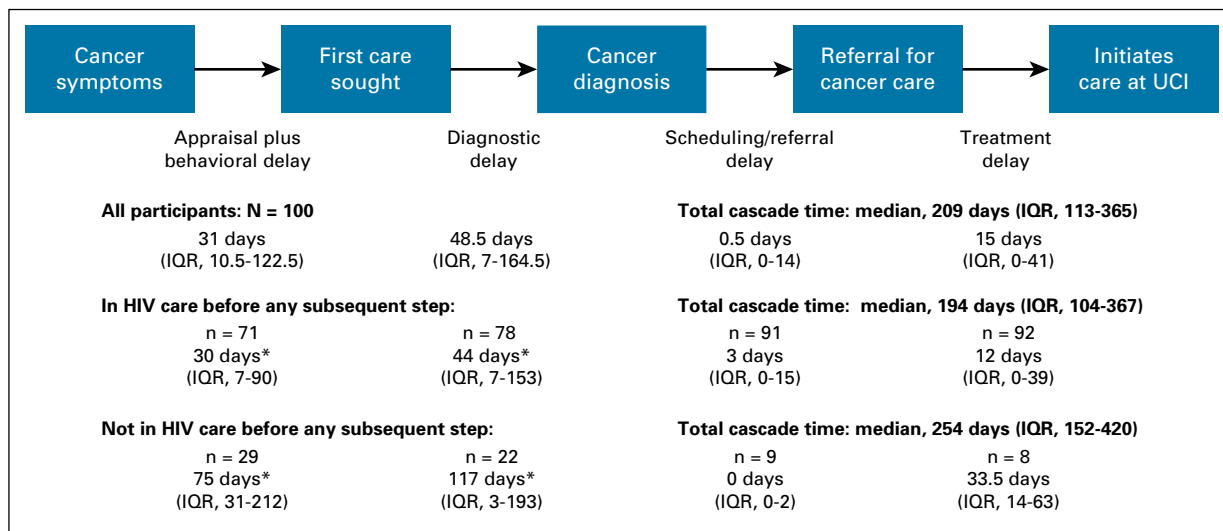 Cancer
symptoms
First care
sought
Cancer
diagnosis
Referral for
cancer care
Initiates
care at UCI
Appraisal plus
behavioral delay
Diagnostic
delay
Scheduling/referral
delay
Treatment
delay
All participants: N = 100
Total cascade time: median, 209 days (IQR, 113-365)
31 days
(IQR, 10.5-122.5)
48.5 days
(IQR, 7-164.5)
0.5 days
(IQR, 0-14)
15 days
(IQR, 0-41)
In HIV care before any subsequent step:
Total cascade time: median, 194 days (IQR, 104-367)
n = 71
30 days*
(IQR, 7-90)
n = 78
44 days*
(IQR, 7-153)
n = 91
3 days
(IQR, 0-15)
n = 92
12 days
(IQR, 0-39)
Not in HIV care before any subsequent step:
Total cascade time: median, 254 days (IQR, 152-420)
n = 29
75 days*
(IQR, 31-212)
n = 22
117 days*
(IQR, 3-193)
n = 9
0 days
(IQR, 0-2)
n = 8
33.5 days
(IQR, 14-63)